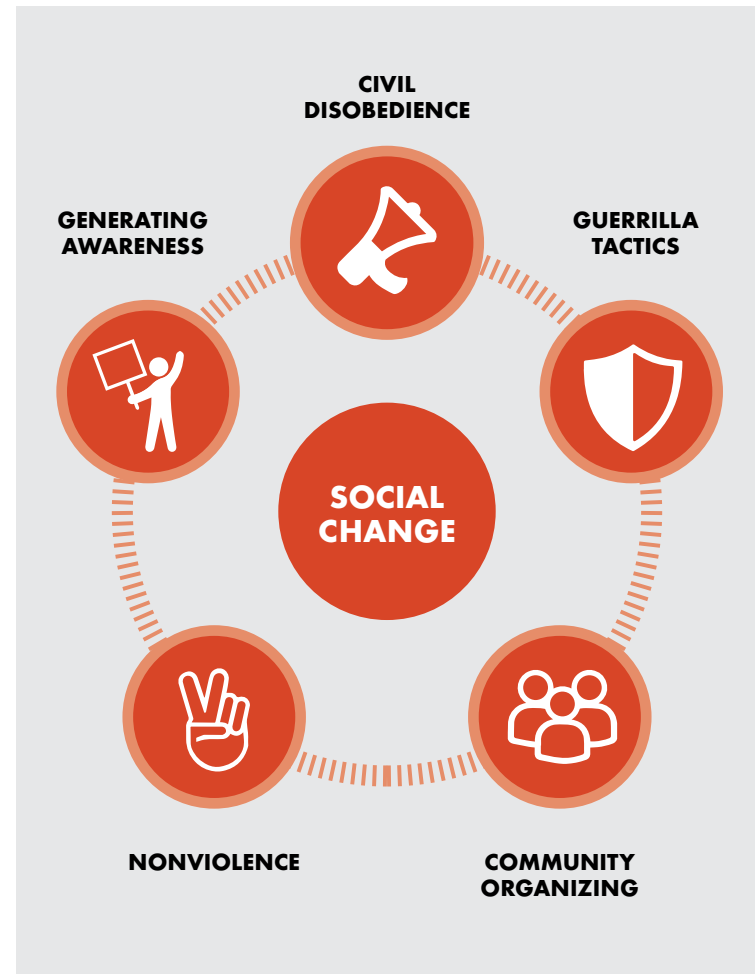 CIVIL
DISOBEDIENCE
GENERATING
AWARENESS
GUERRILLA
TACTICS
SOCIAL
CHANGE
NONVIOLENCE
COMMUNITY
ORGANIZING